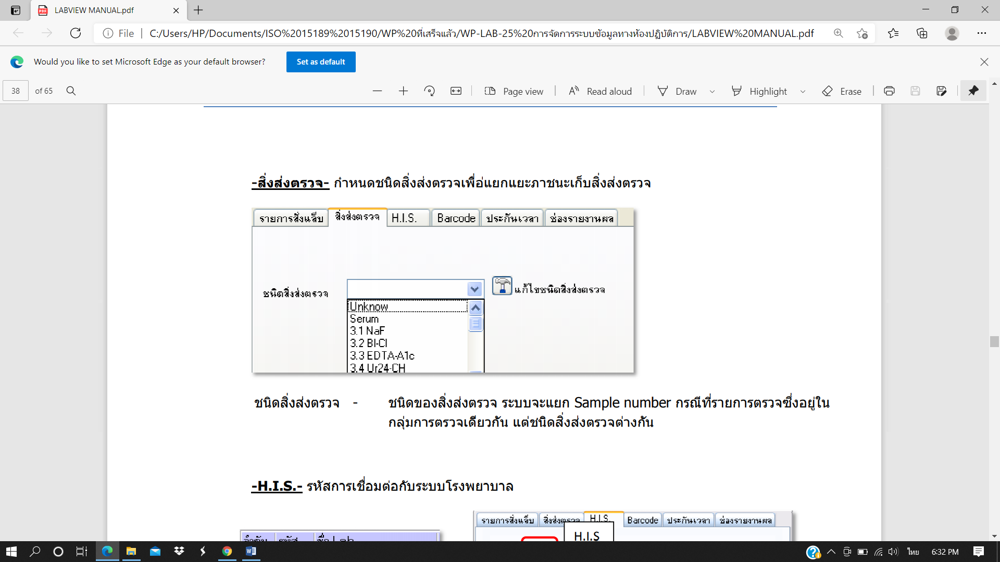 LABVIEW MANUAL.pdf
File
C:/Users/HP/Documents/ISO%2015189%2015190/WP%20ที่เสร็จแล้ว/WP-LAB-25%20การจัดการระบบข้อมูลทางห้องปฏิบัติการ/LABVIEW%20MANUAL.pdf
Would you like to set Microsoft Edge as your default browser?
Set as default
38 of 65
Page view
Read aloud
Draw
Highlight
Erase
-สิ่งส่งตรวจ- กำหนดชนิดสิ่งส่งตรวจเพื่อแยกแยะภาชนะเก็บสิ่งส่งตรวจ
รายการสั่งแล็บ สิ่งส่งตรวจ H.I.S. Barcode ประกันเวลา ช่องรายงานผล
ชนิดสิ่งส่งตรวจ
แก้ไขชนิดสิ่งส่งตรวจ
Unknow
Serum
3.1 NaF
3.2 Bl-Cl
3.3 EDTA-A1c
3.4 Ur24-CH
ชนิดสิ่งส่งตรวจ - ชนิดของสิ่งส่งตรวจ ระบบจะแยก Sample number กรณีที่รายการตรวจซึ่งอยู่ใน
กลุ่มการตรวจเดียวกัน แต่ชนิดสิ่งส่งตรวจต่างกัน
-H.I.S.- รหัสการเชื่อมต่อกับระบบโรงพยาบาล
รายการสั่งแล็บ สิ่งส่งตรวจ H.I.S. Barcode ประกันเวลา ช่องรายงานผล
H.I.S
ลำดับ รหัส ชื่อ Lab
ไทย
6:32 PM